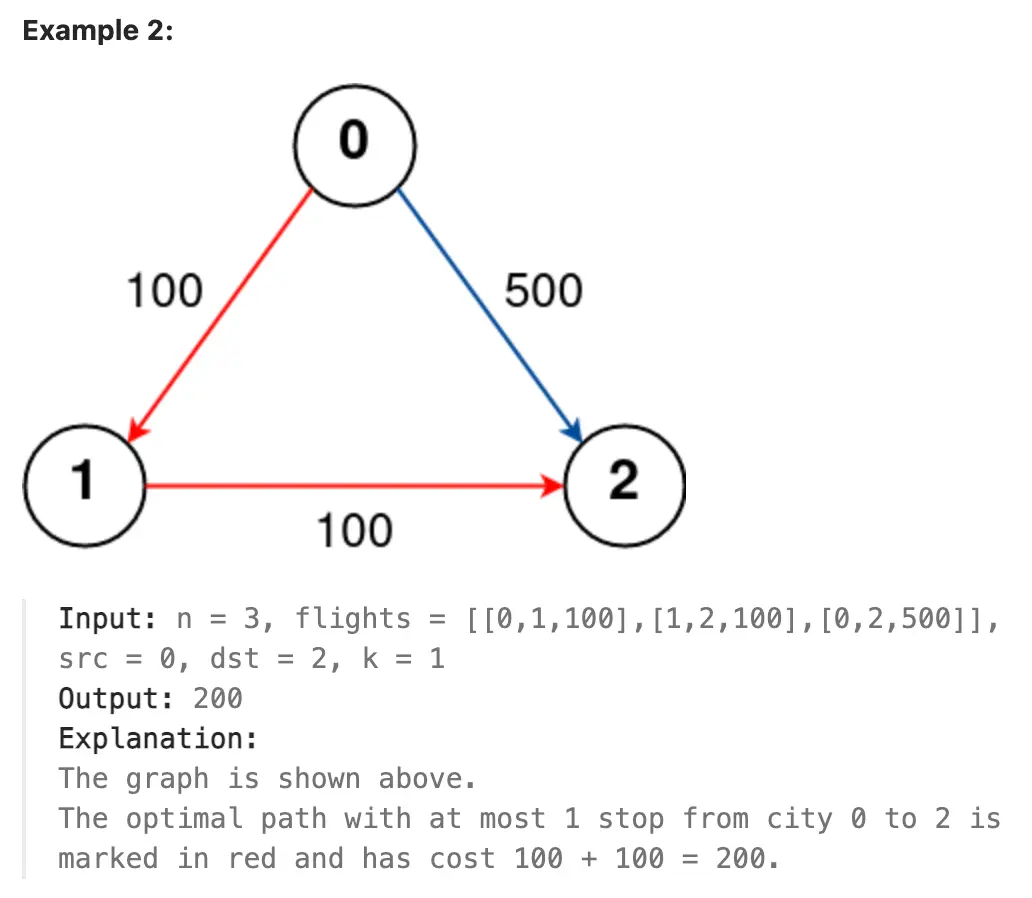 Example 2:
0
100
500
1
2
100
Input: n = 3, flights = [[0,1,100],[1,2,100],[0,2,500]],
src = 0, dst = 2, k = 1
Output: 200
Explanation:
The graph is shown above.
The optimal path with at most 1 stop from city 0 to 2 is
marked in red and has cost 100 + 100 = 200.